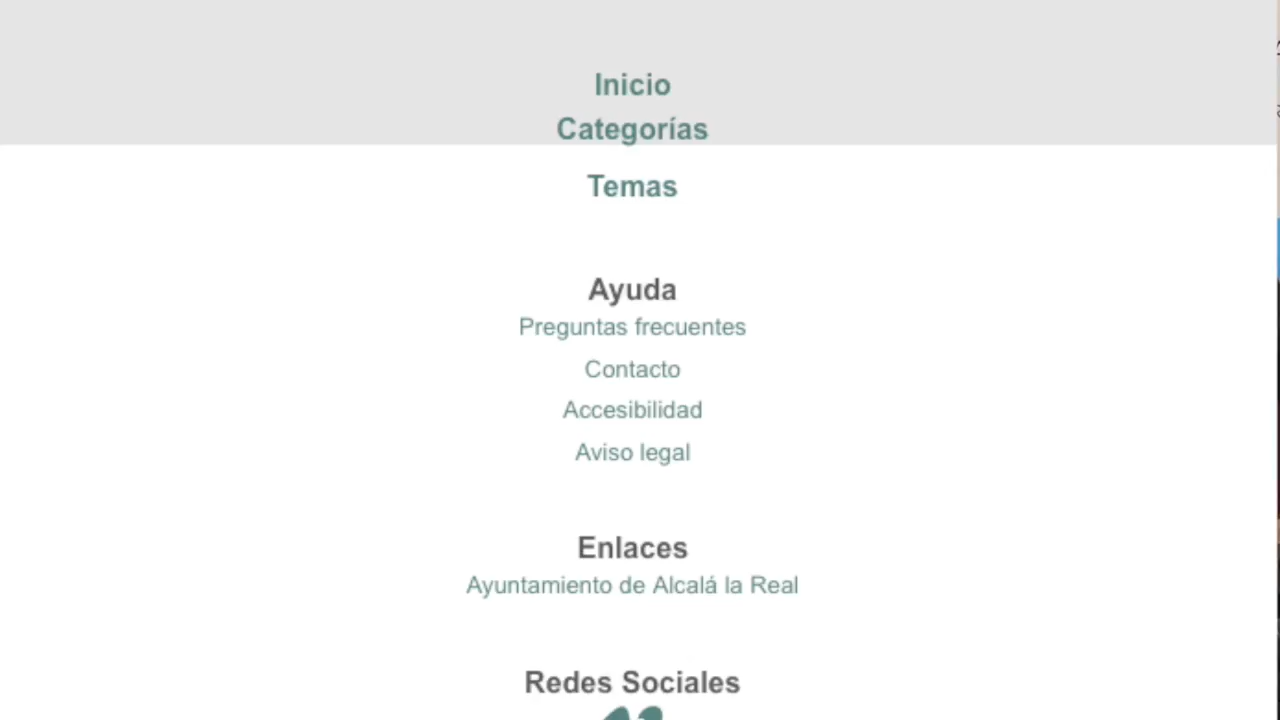 Inicio
Categorías
Temas
Ayuda
Preguntas frecuentes
Contacto
Accesibilidad
Aviso legal
Enlaces
Ayuntamiento de Alcalá la Real
Redes Sociales